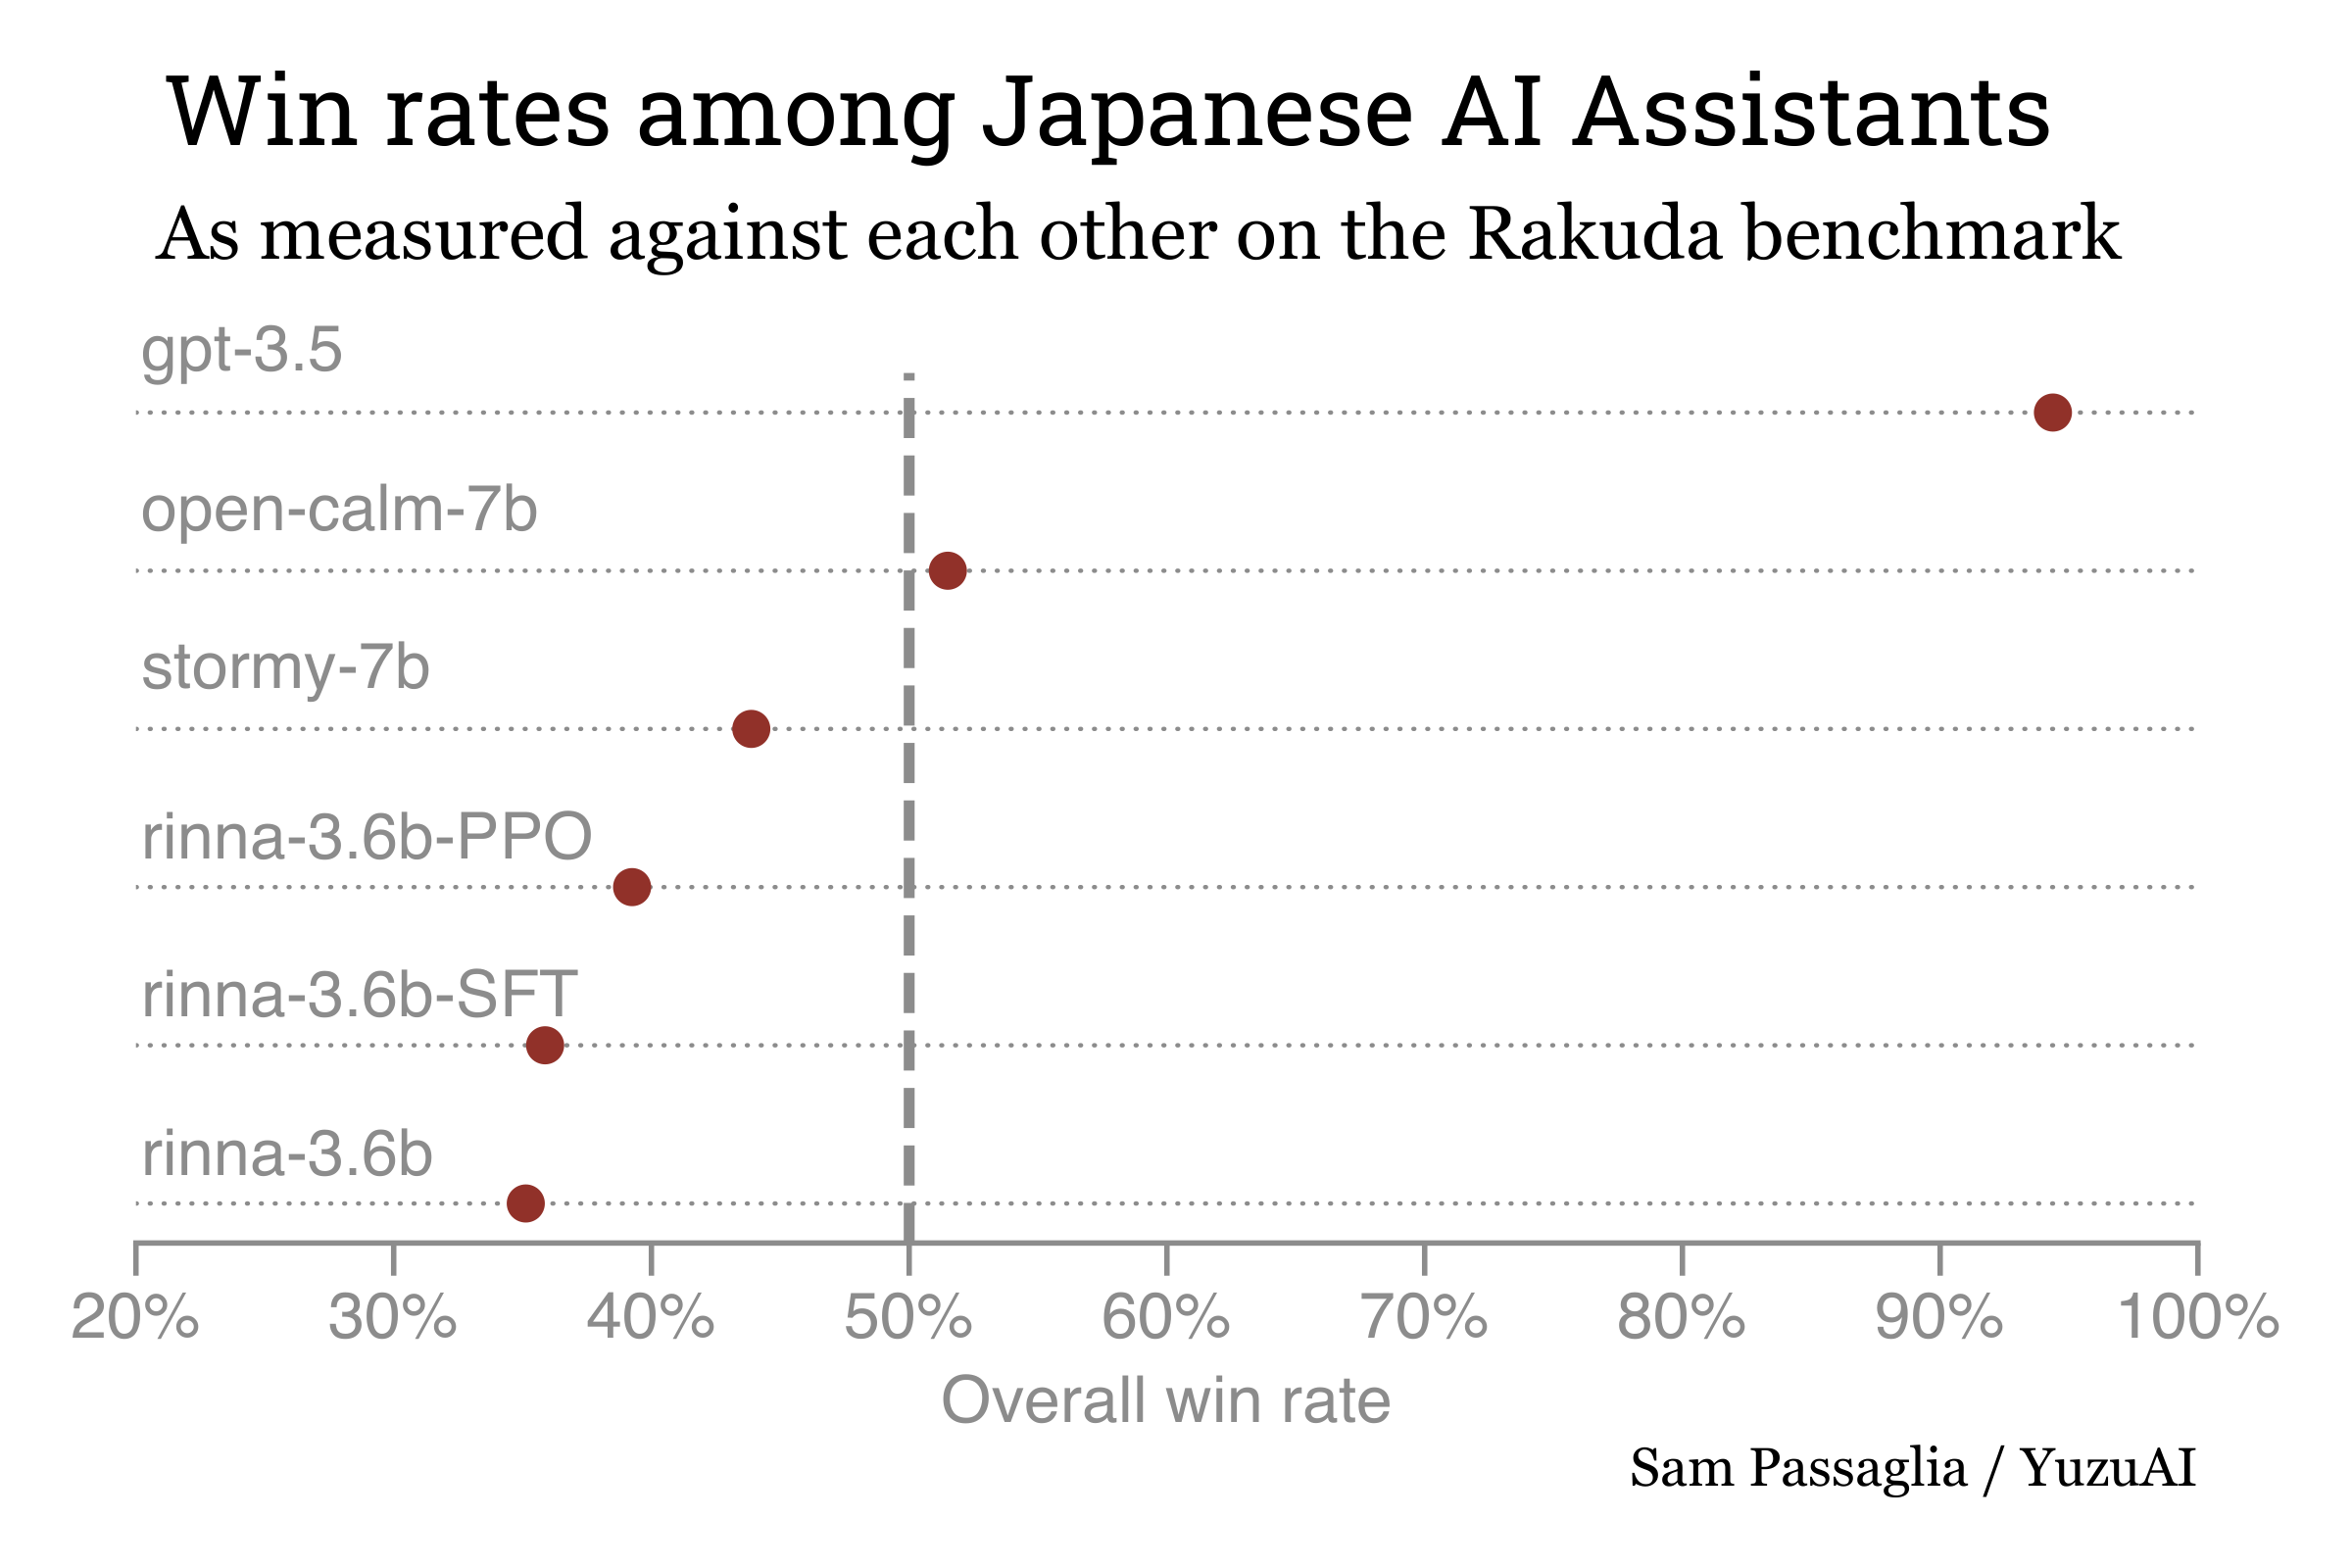 Win rates among Japanese AI Assistants
As measured against each other on the Rakuda benchmark
gpt-3.5
open-calm-7b
stormy-7b
rinna-3.6b-PPO
rinna-3.6b-SFT
rinna-3.6b
20% 30% 40% 50% 60% 70% 80% 90% 100%
Overall win rate
Sam Passaglia / YuzuAI